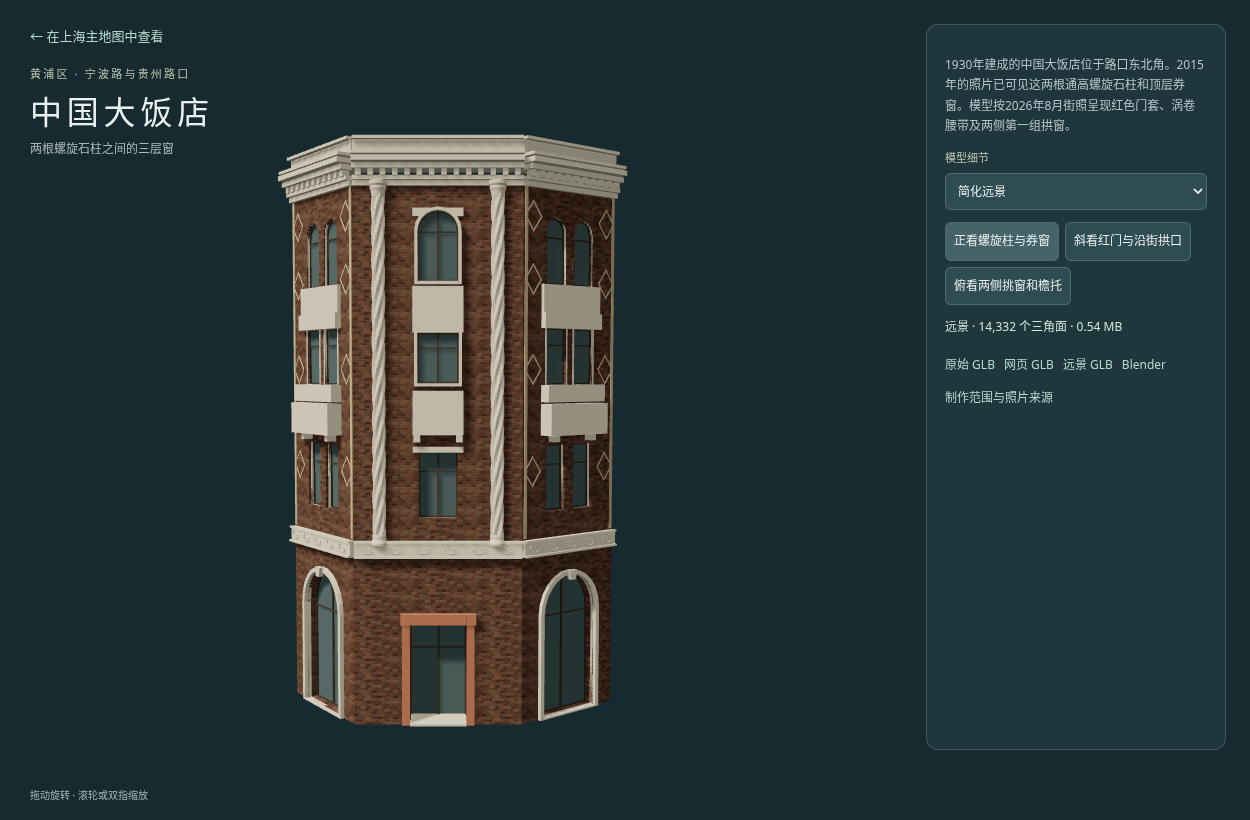 ← 在上海主地图中查看
黄浦区 · 宁波路与贵州路口
中国大饭店
两根螺旋石柱之间的三层窗
1930年建成的中国大饭店位于路口东北角。2015
年的照片已可见这两根通高螺旋石柱和顶层券
窗。模型按2026年8月街照呈现红色门套、涡卷
腰带及两侧第一组拱窗。
模型细节
简化远景
正看螺旋柱与券窗 斜看红门与沿街拱口
俯看两侧挑窗和檐托
远景 · 14,332 个三角面 · 0.54 MB
原始 GLB 网页 GLB 远景 GLB Blender
制作范围与照片来源
拖动旋转 · 滚轮或双指缩放